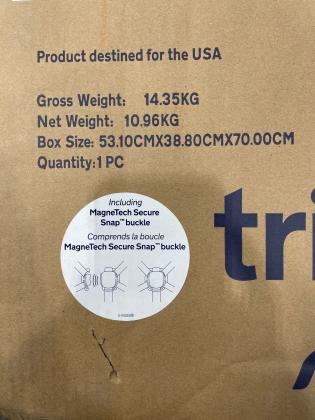 Product destined for the USA
Gross Weight: 14.35KG
Net Weight: 10.96KG
Box Size: 53.10CMX38.80CMX70.00CM
Quantity:1 PC
Including
MagneTech Secure
Snap™ buckle
Comprends la boucle
MagneTech Secure Snap™ buckle
tri